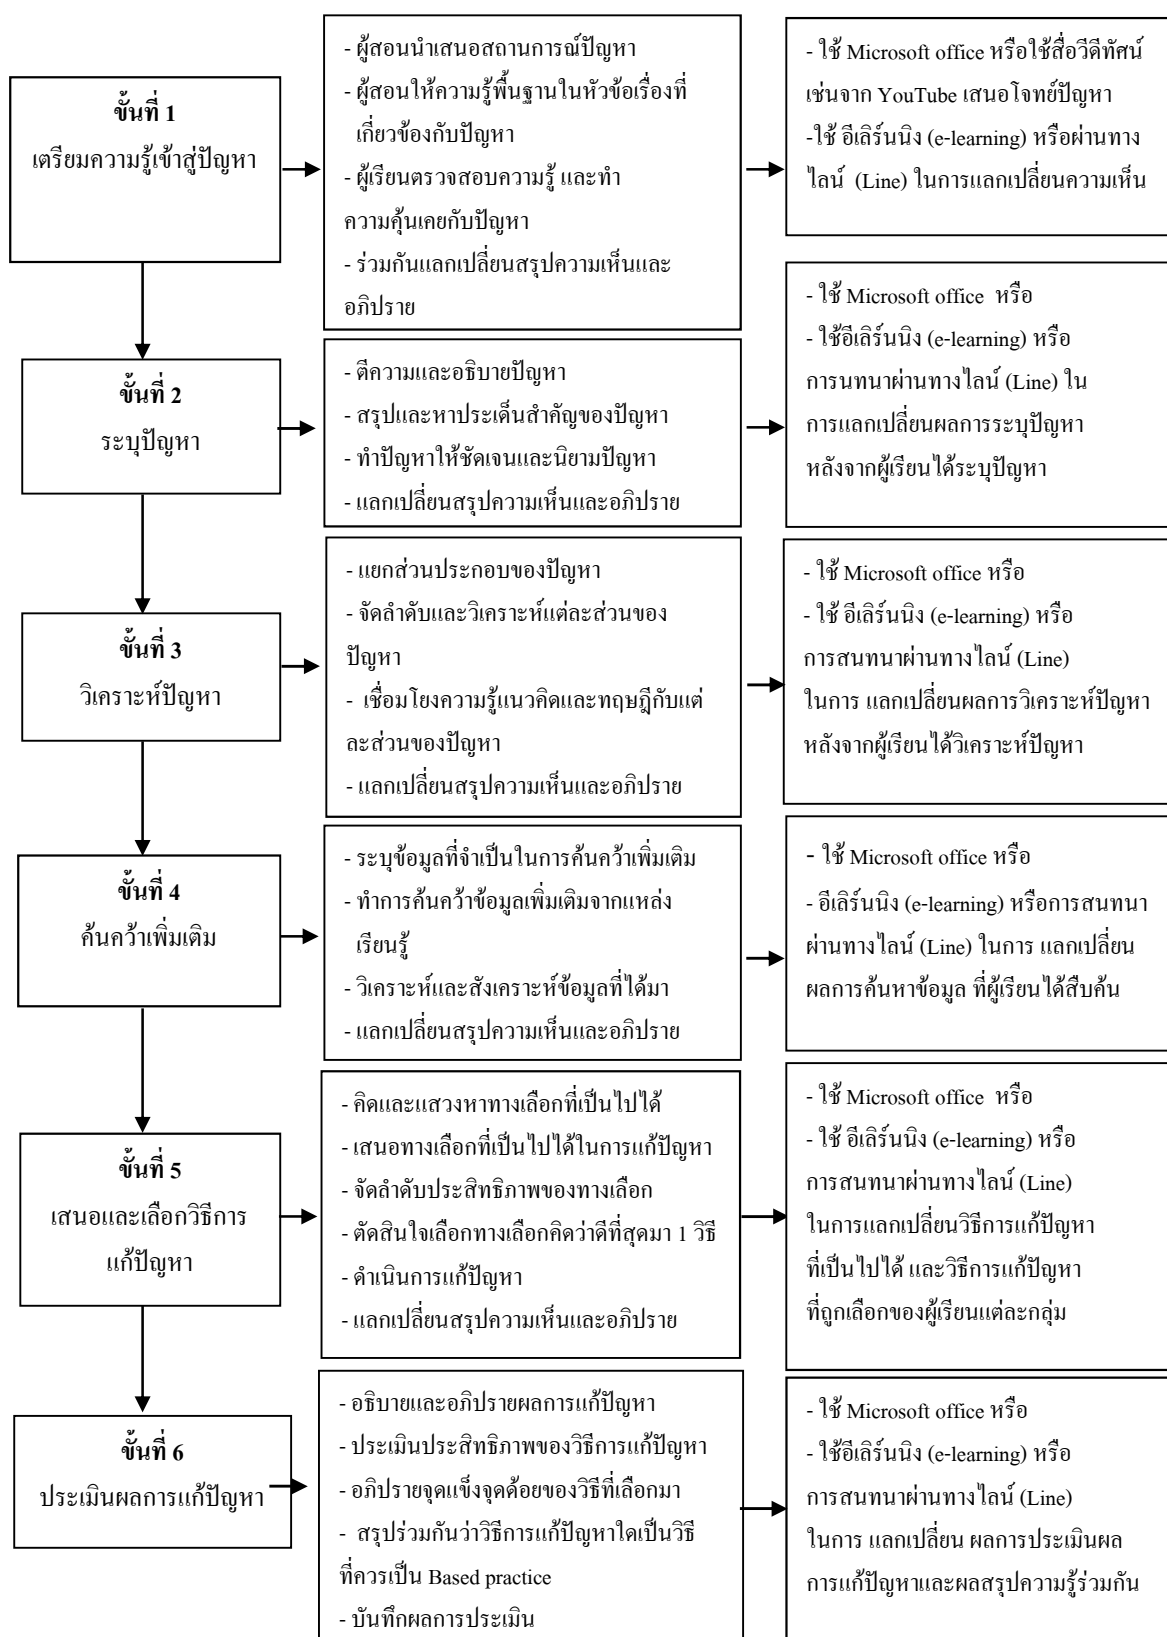 ขั้นที่ 1
เตรียมความรู้เข้าสู่ปัญหา
- ผู้สอนนำเสนอสถานการณ์ปัญหา
- ผู้สอนให้ความรู้พื้นฐานในหัวข้อเรื่องที่
เกี่ยวข้องกับปัญหา
- ผู้เรียนตรวจสอบความรู้ และทำ
ความคุ้นเคยกับปัญหา
- ร่วมกันแลกเปลี่ยนสรุปความเห็นและ
อภิปราย
- ใช้ Microsoft office หรือใช้สื่อวีดีทัศน์
เช่นจาก YouTube เสนอโจทย์ปัญหา
-ใช้ อีเลิร์นนิง (e-learning) หรือผ่านทาง
ไลน์ (Line) ในการแลกเปลี่ยนความเห็น
ขั้นที่ 2
ระบุปัญหา
- ตีความและอธิบายปัญหา
- สรุปและหาประเด็นสำคัญของปัญหา
- ทำปัญหาให้ชัดเจนและนิยามปัญหา
- แลกเปลี่ยนสรุปความเห็นและอภิปราย
- ใช้ Microsoft office หรือ
- ใช้อีเลิร์นนิง (e-learning) หรือ
การนทนาผ่านทางไลน์ (Line) ใน
การแลกเปลี่ยนผลการระบุปัญหา
หลังจากผู้เรียนได้ระบุปัญหา
ขั้นที่ 3
วิเคราะห์ปัญหา
- แยกส่วนประกอบของปัญหา
- จัดลำดับและวิเคราะห์แต่ละส่วนของ
ปัญหา
- เชื่อมโยงความรู้แนวคิดและทฤษฎีกับแต่
ละส่วนของปัญหา
- แลกเปลี่ยนสรุปความเห็นและอภิปราย
- ใช้ Microsoft office หรือ
- ใช้ อีเลิร์นนิง (e-learning) หรือ
การสนทนาผ่านทางไลน์ (Line)
ในการ แลกเปลี่ยนผลการวิเคราะห์ปัญหา
หลังจากผู้เรียนได้วิเคราะห์ปัญหา
ขั้นที่ 4
ค้นคว้าเพิ่มเติม
- ระบุข้อมูลที่จำเป็นในการค้นคว้าเพิ่มเติม
- ทำการค้นคว้าข้อมูลเพิ่มเติมจากแหล่ง
เรียนรู้
- วิเคราะห์และสังเคราะห์ข้อมูลที่ได้มา
- แลกเปลี่ยนสรุปความเห็นและอภิปราย
- ใช้ Microsoft office หรือ
- อีเลิร์นนิง (e-learning) หรือการสนทนา
ผ่านทางไลน์ (Line) ในการ แลกเปลี่ยน
ผลการค้นหาข้อมูล ที่ผู้เรียนได้สืบค้น
ขั้นที่ 5
เสนอและเลือกวิธีการ
แก้ปัญหา
- คิดและแสวงหาทางเลือกที่เป็นไปได้
- เสนอทางเลือกที่เป็นไปได้ในการแก้ปัญหา
- จัดลำดับประสิทธิภาพของทางเลือก
- ตัดสินใจเลือกทางเลือกคิดว่าดีที่สุดมา 1 วิธี
- ดำเนินการแก้ปัญหา
- แลกเปลี่ยนสรุปความเห็นและอภิปราย
- ใช้ Microsoft office หรือ
- ใช้ อีเลิร์นนิง (e-learning) หรือ
การสนทนาผ่านทางไลน์ (Line)
ในการแลกเปลี่ยนวิธีการแก้ปัญหา
ที่เป็นไปได้ และวิธีการแก้ปัญหา
ที่ถูกเลือกของผู้เรียนแต่ละกลุ่ม
ขั้นที่ 6
ประเมินผลการแก้ปัญหา
- อธิบายและอภิปรายผลการแก้ปัญหา
- ประเมินประสิทธิภาพของวิธีการแก้ปัญหา
- อภิปรายจุดแข็งจุดด้อยของวิธีที่เลือกมา
- สรุปร่วมกันว่าวิธีการแก้ปัญหาใดเป็นวิธี
ที่ควรเป็น Based practice
- บันทึกผลการประเมิน
- ใช้ Microsoft office หรือ
- ใช้อีเลิร์นนิง (e-learning) หรือ
การสนทนาผ่านทางไลน์ (Line)
ในการ แลกเปลี่ยน ผลการประเมินผล
การแก้ปัญหาและผลสรุปความรู้ร่วมกัน